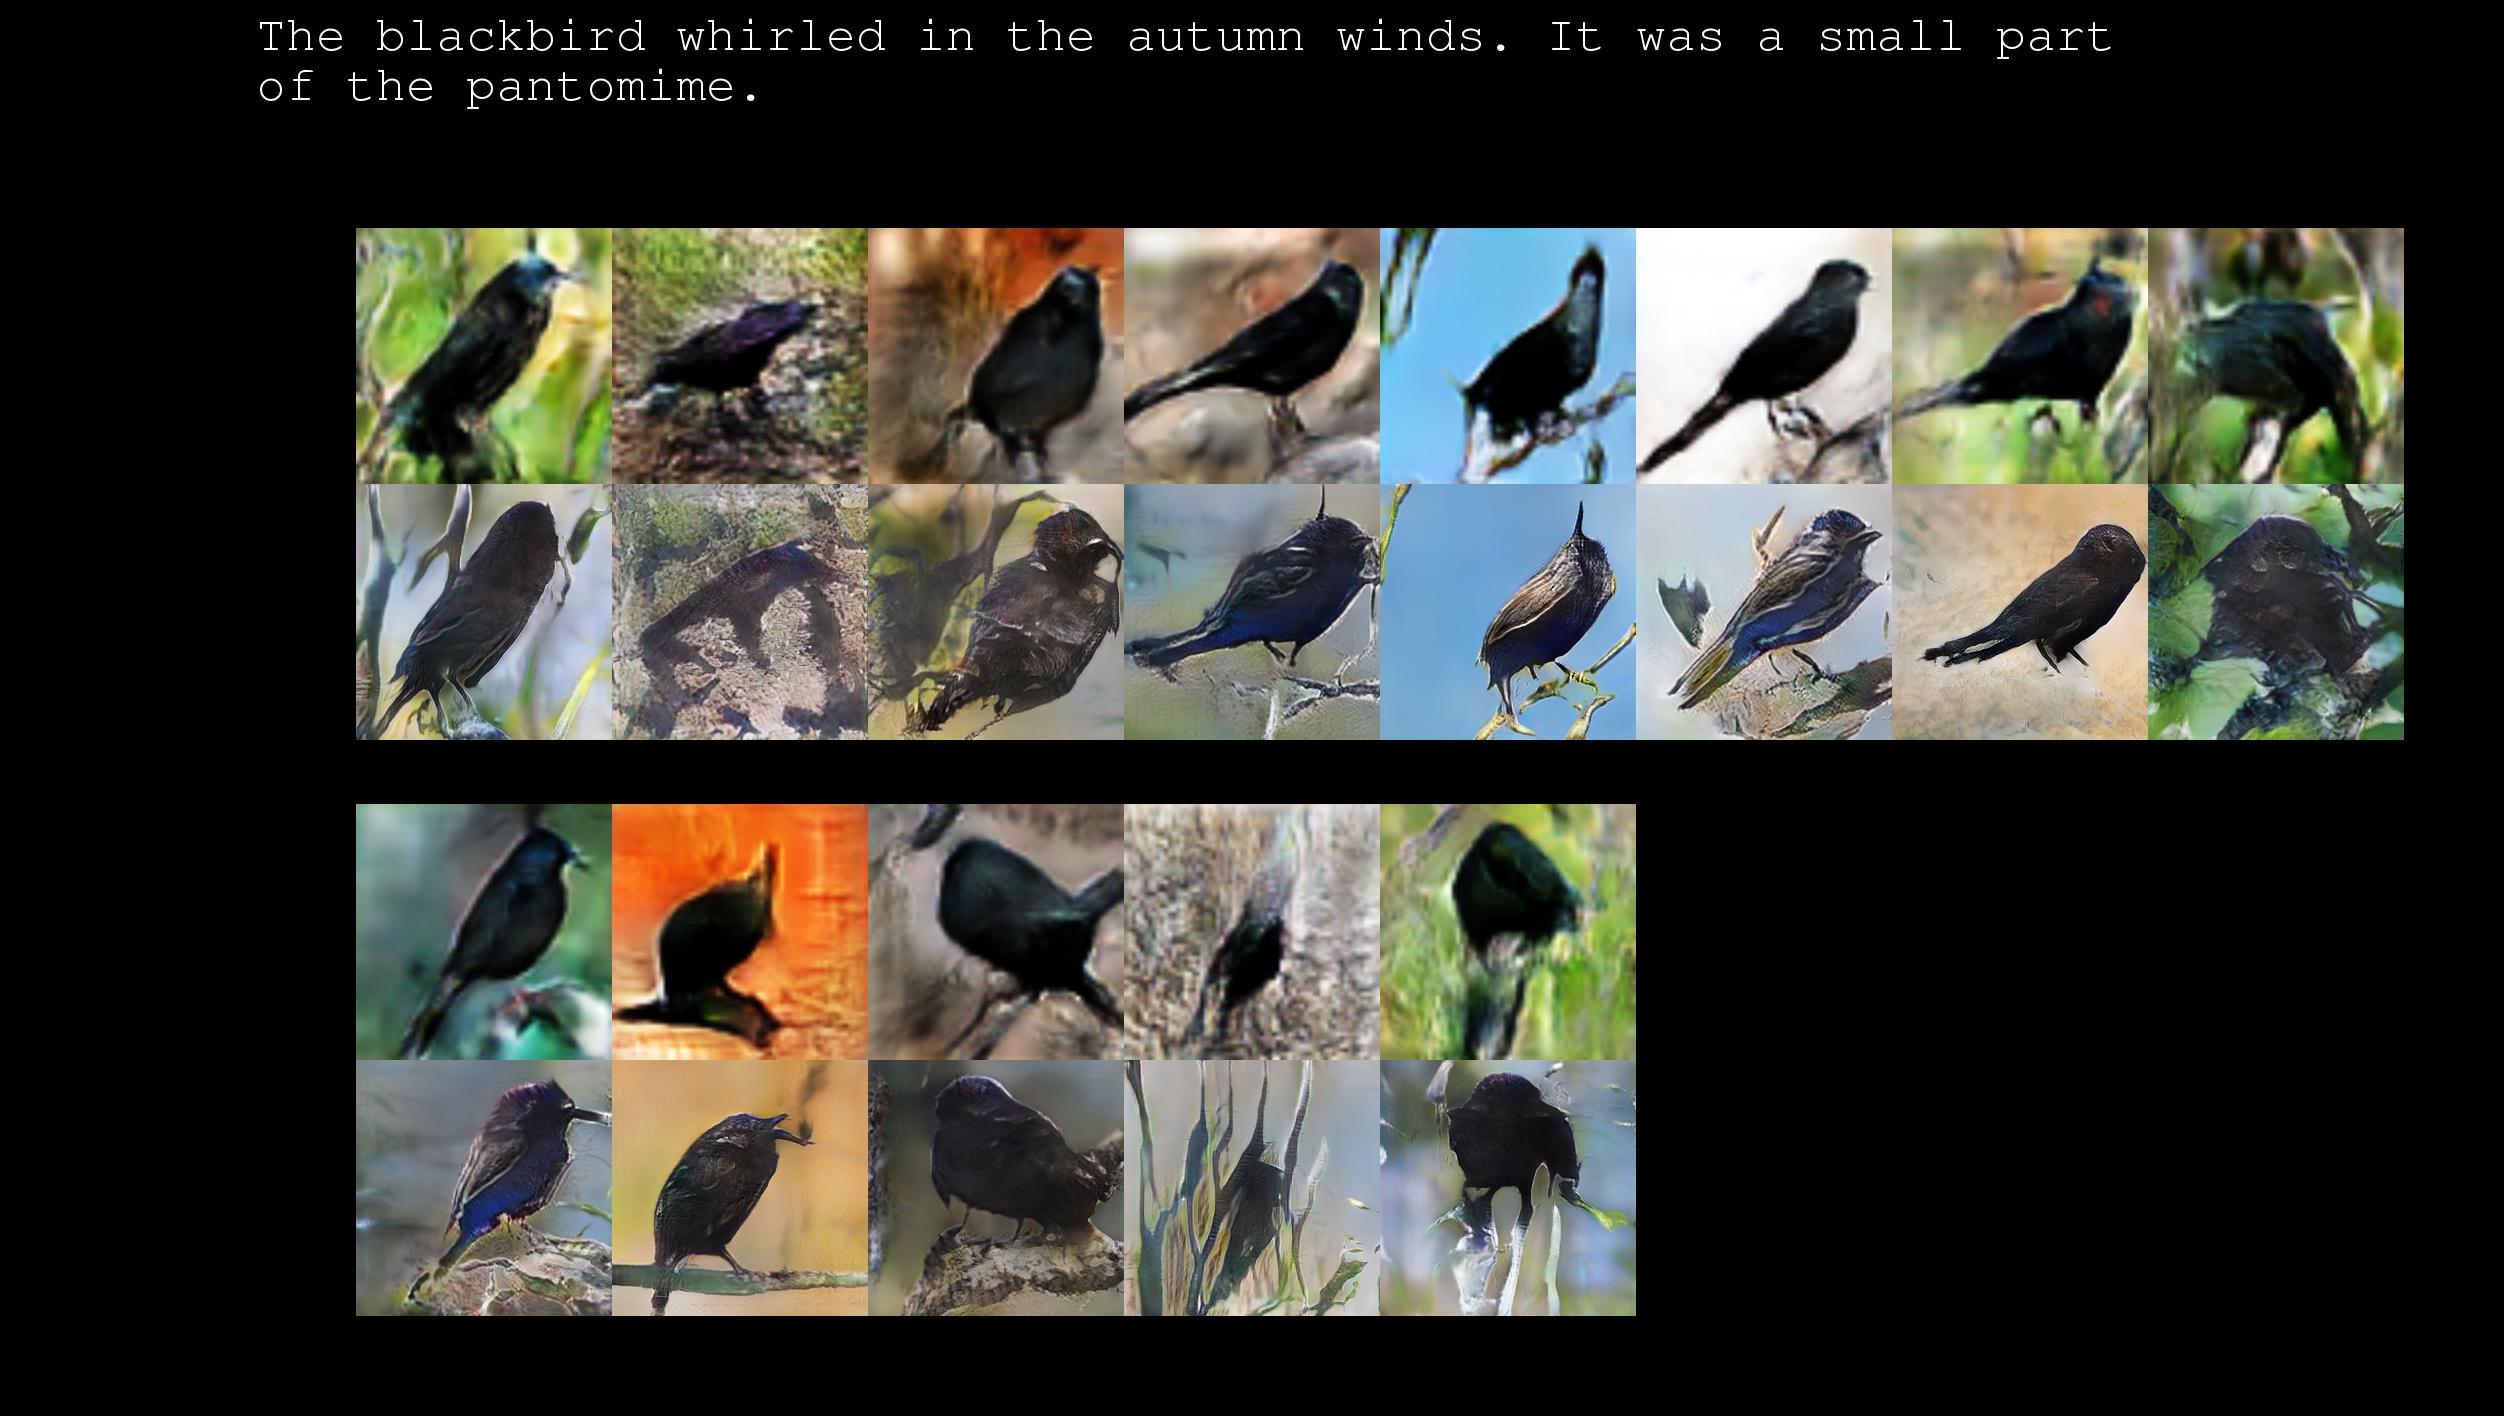 The blackbird whirled in the autumn winds. It was a small part
of the pantomime.